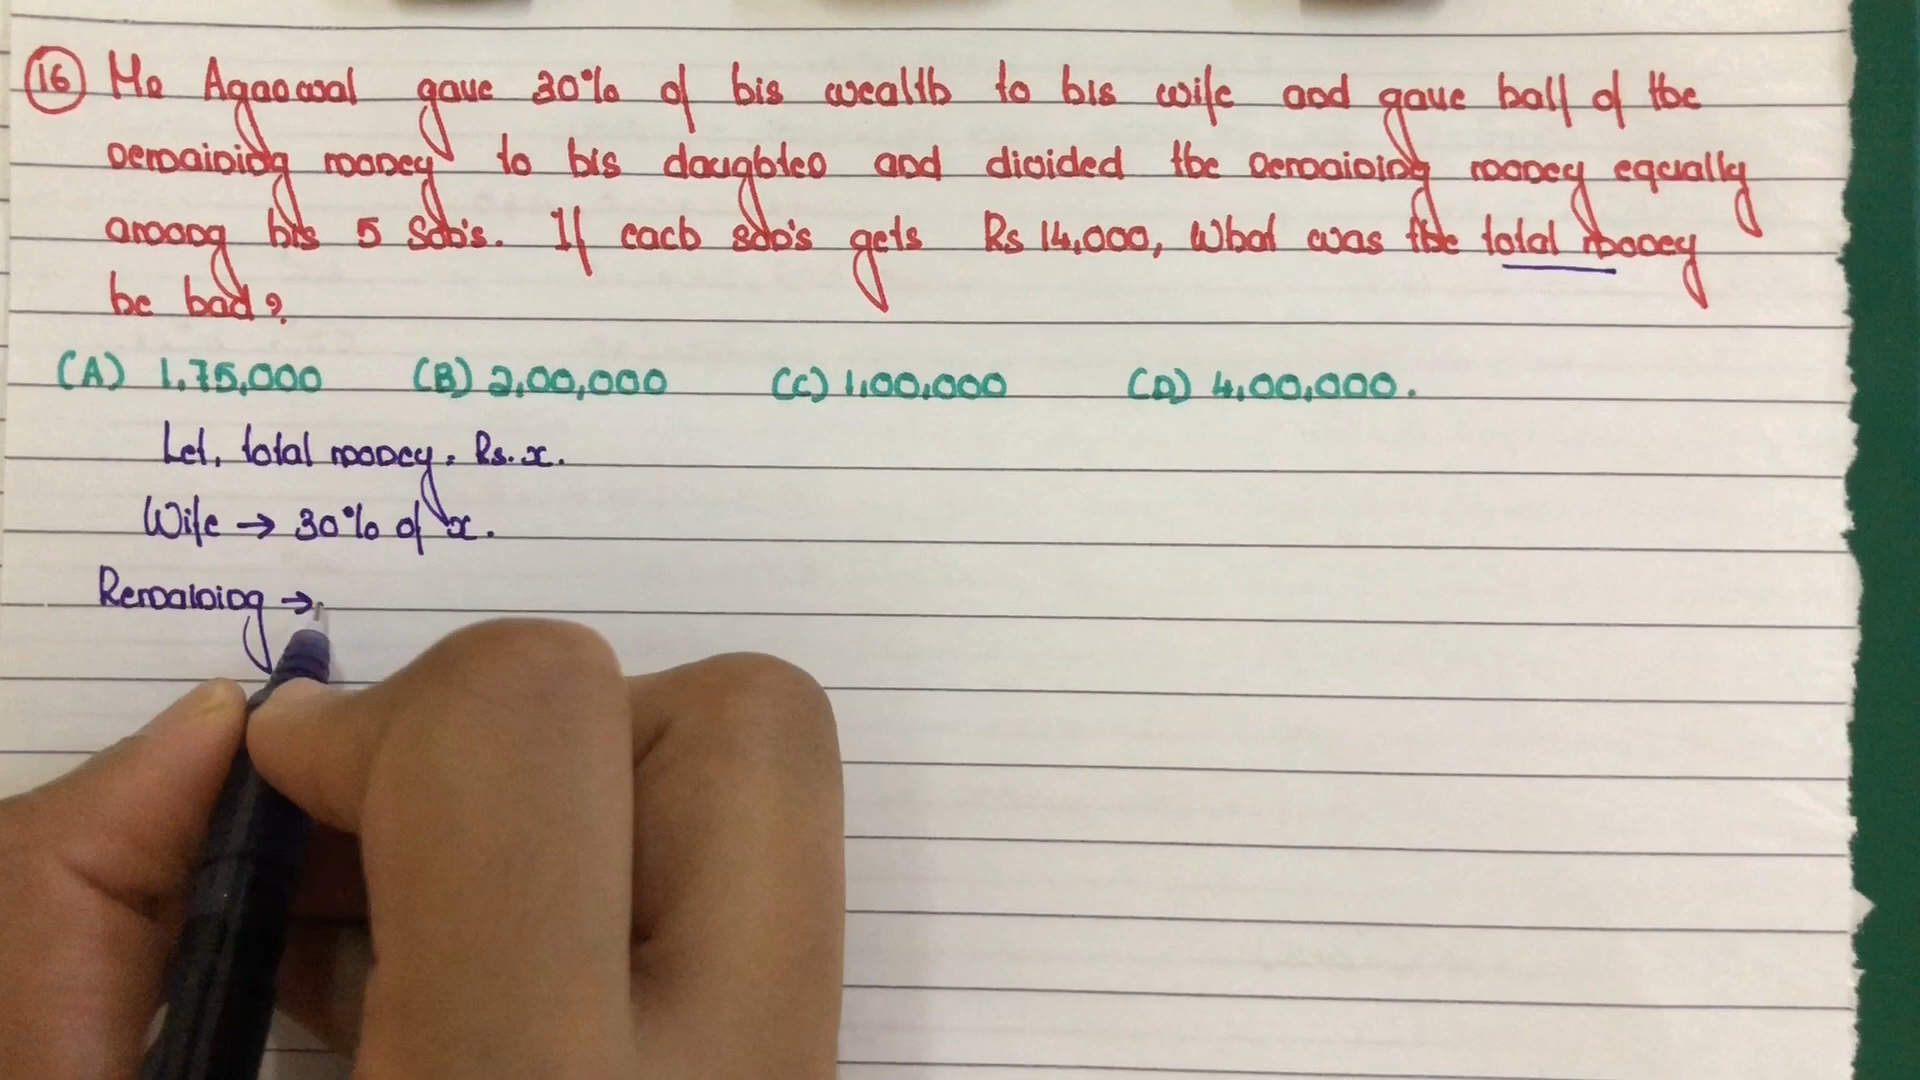 16 Mr Agarwal gave 30% of his wealth to his wife and gave half of the
remaining money to his daughter and divided the remaining money equally
among his 5 Son's. If each son's gets Rs 14,000, What was the total money
he had?
(A) 1,75,000 (B) 2,00,000 (C) 1,00,000 (D) 4,00,000.
Let, total money = Rs. x.
Wife → 30% of x.
Remaining →